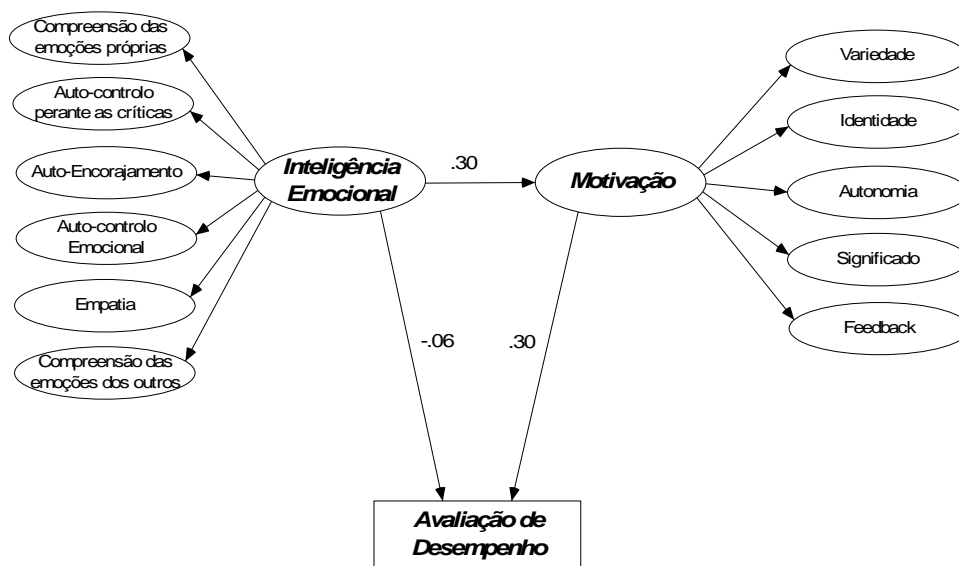 Compreensão das
emoções próprias
Auto-controlo
perante as críticas
Auto-Encorajamento
Auto-controlo
Emocional
Empatia
Compreensão das
emoções dos outros
Inteligência
Emocional
.30
Motivação
Variedade
Identidade
Autonomia
Significado
Feedback
-.06
.30
Avaliação de
Desempenho